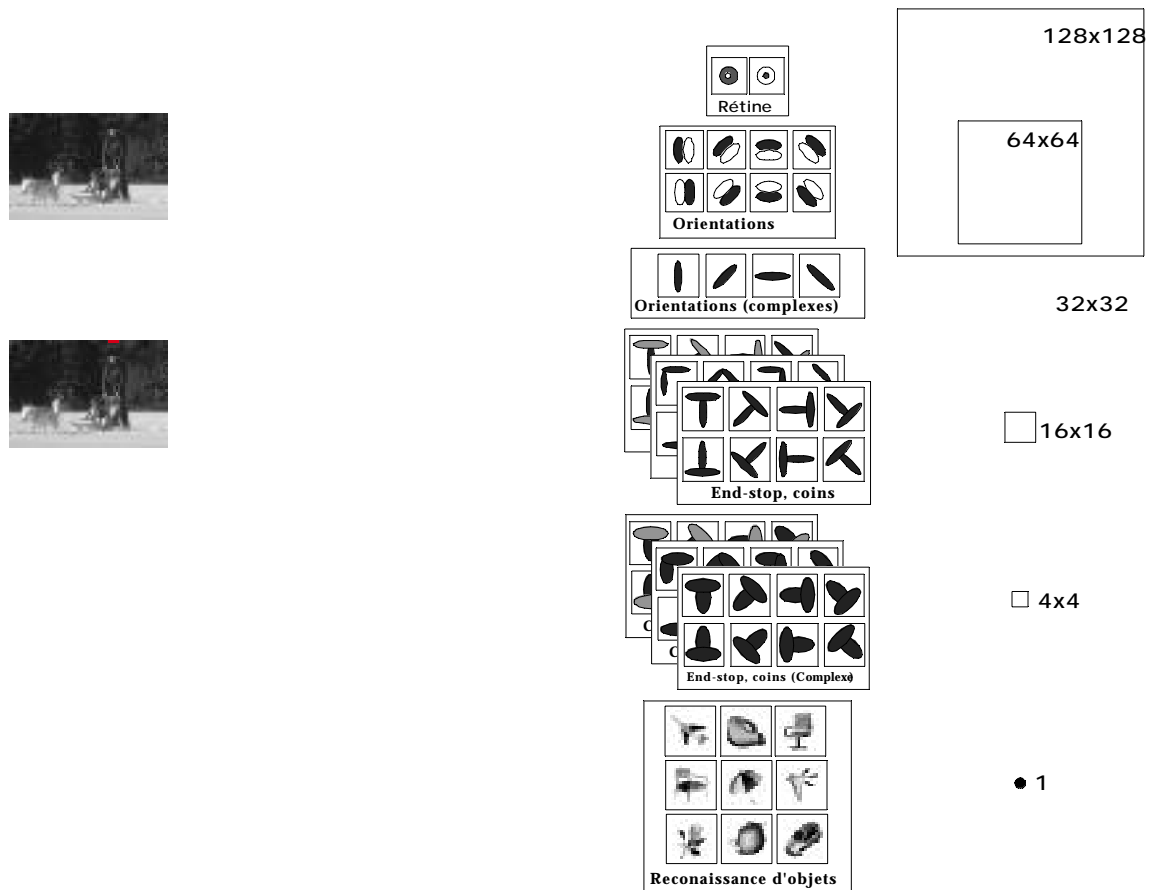 128x128
Rétine
64x64
Orientations
Orientations (complexes)
32x32
16x16
End-stop, coins
4x4
C
C
End-stop, coins (Complexe)
1
Reconaissance d'objets